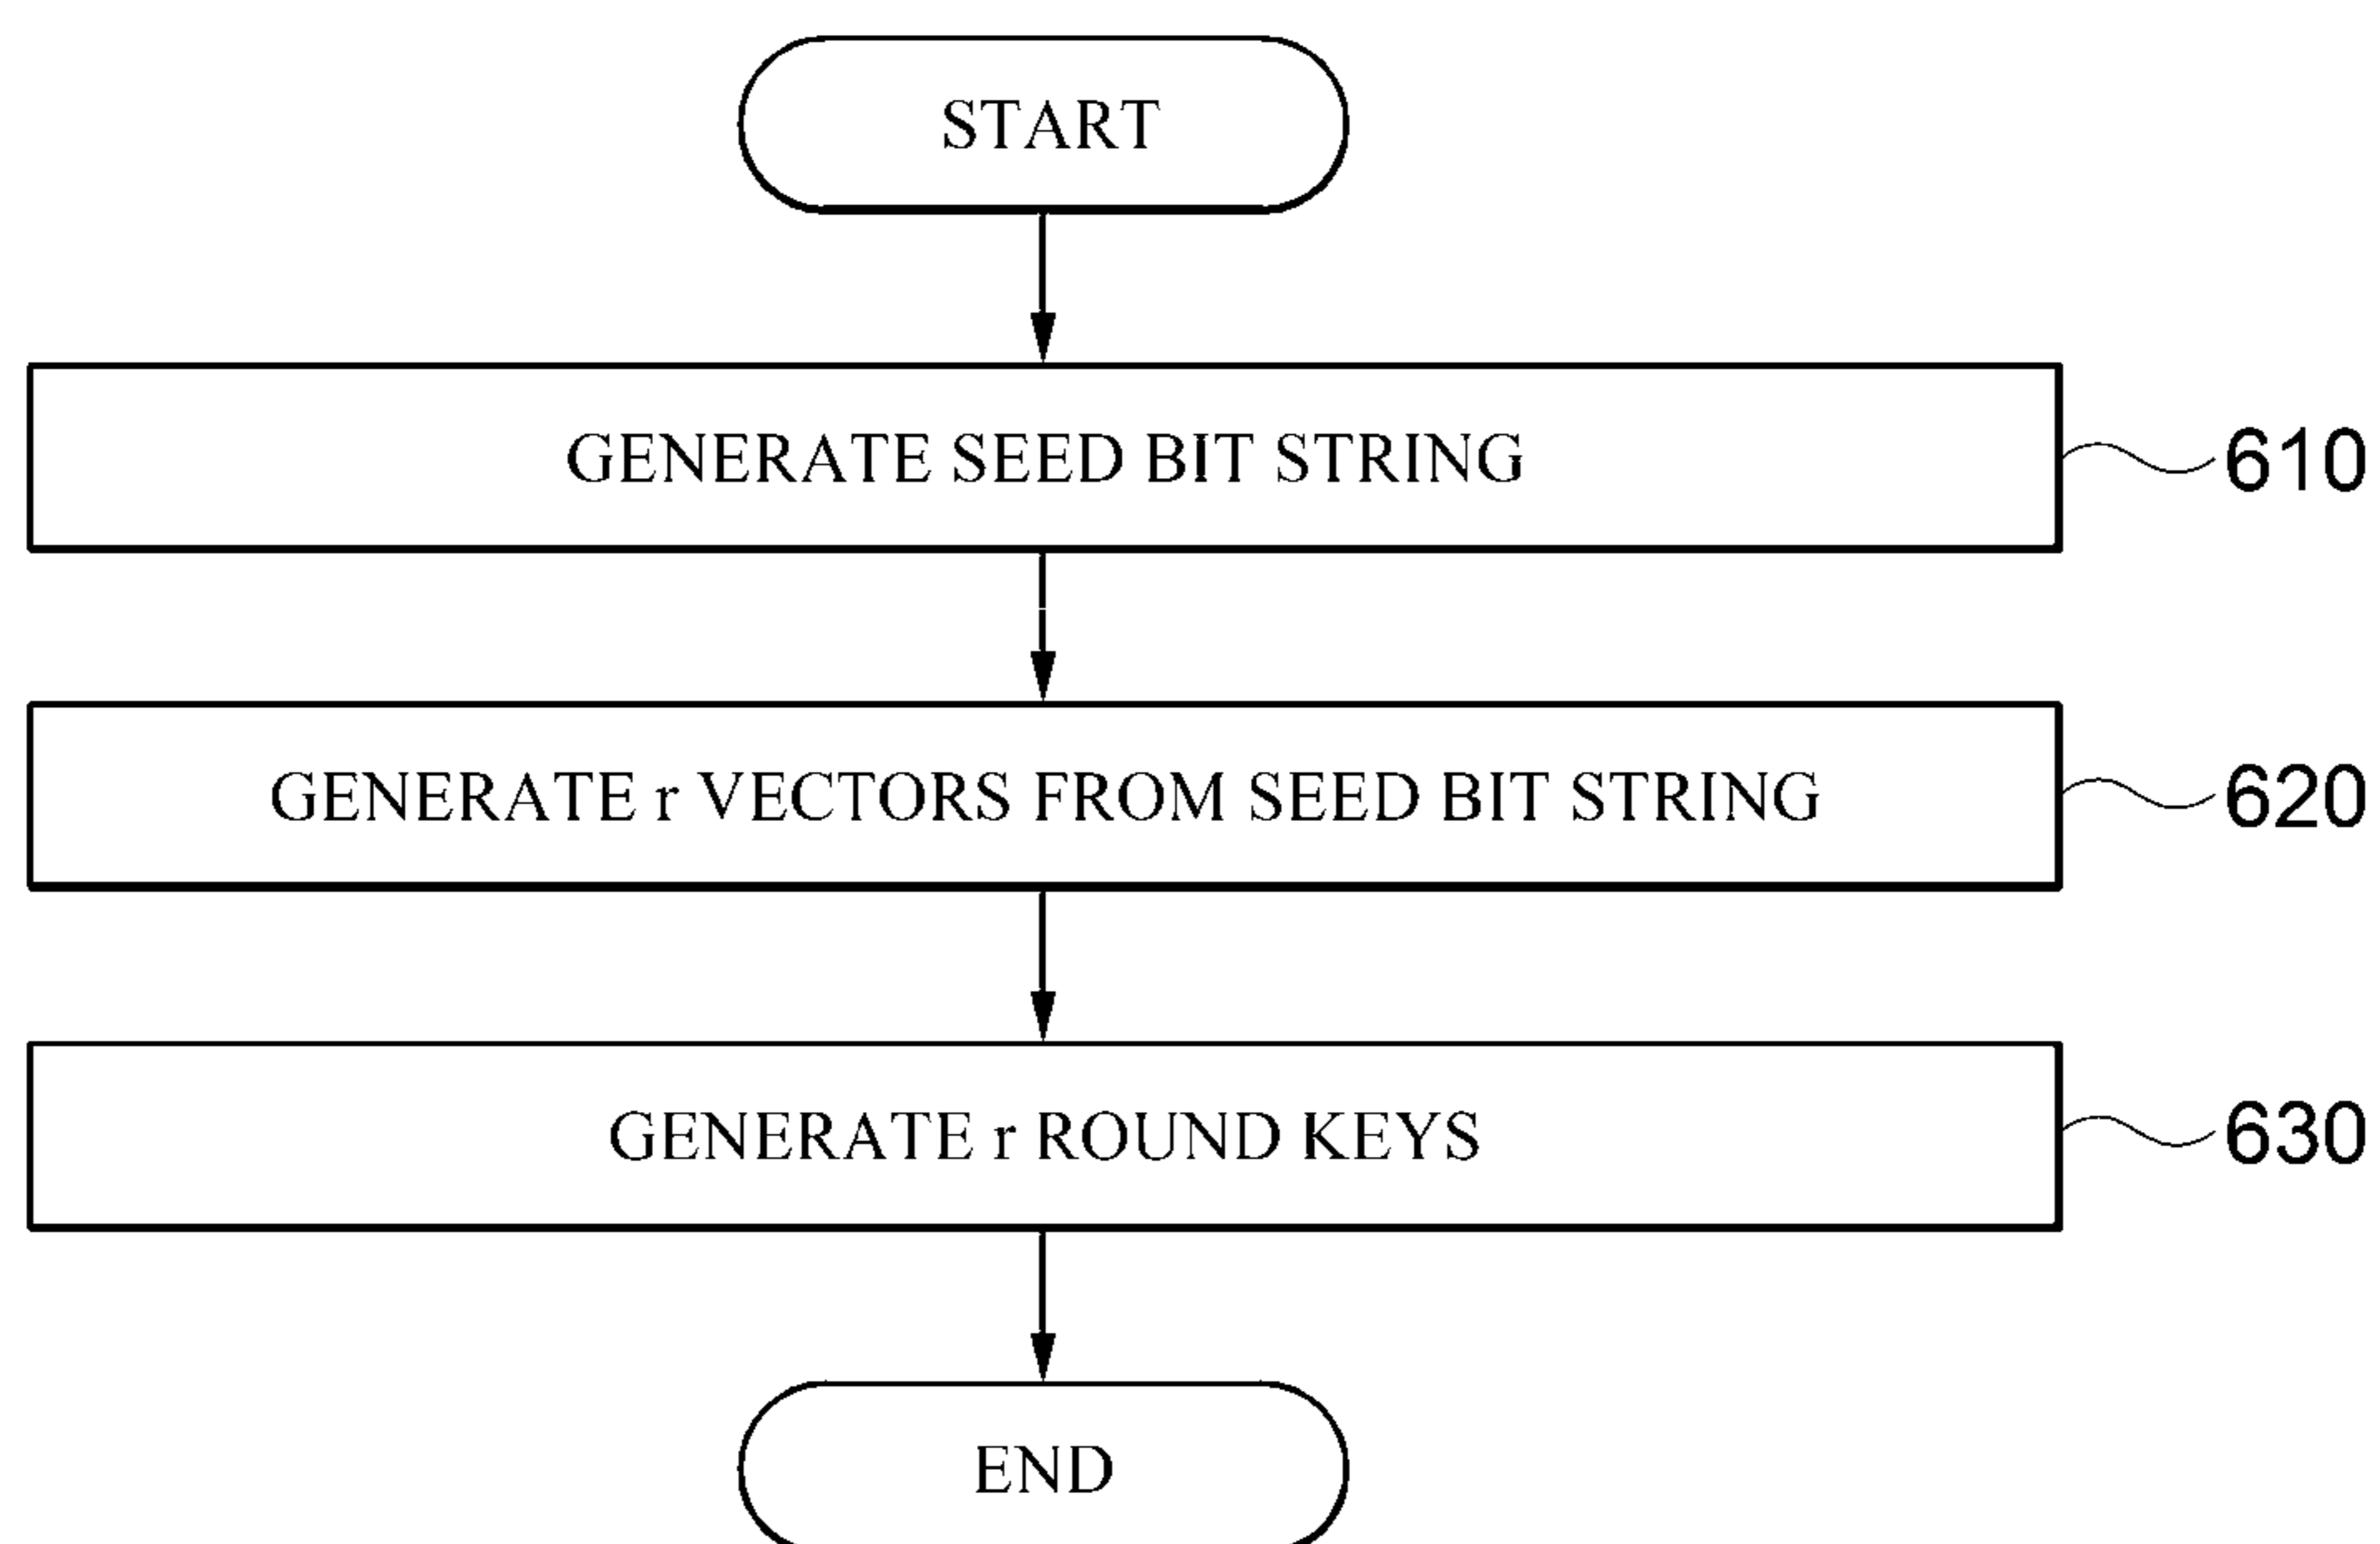 START
GENERATE SEED BIT STRING
610
GENERATE r VECTORS FROM SEED BIT STRING
620
GENERATE r ROUND KEYS
630
END